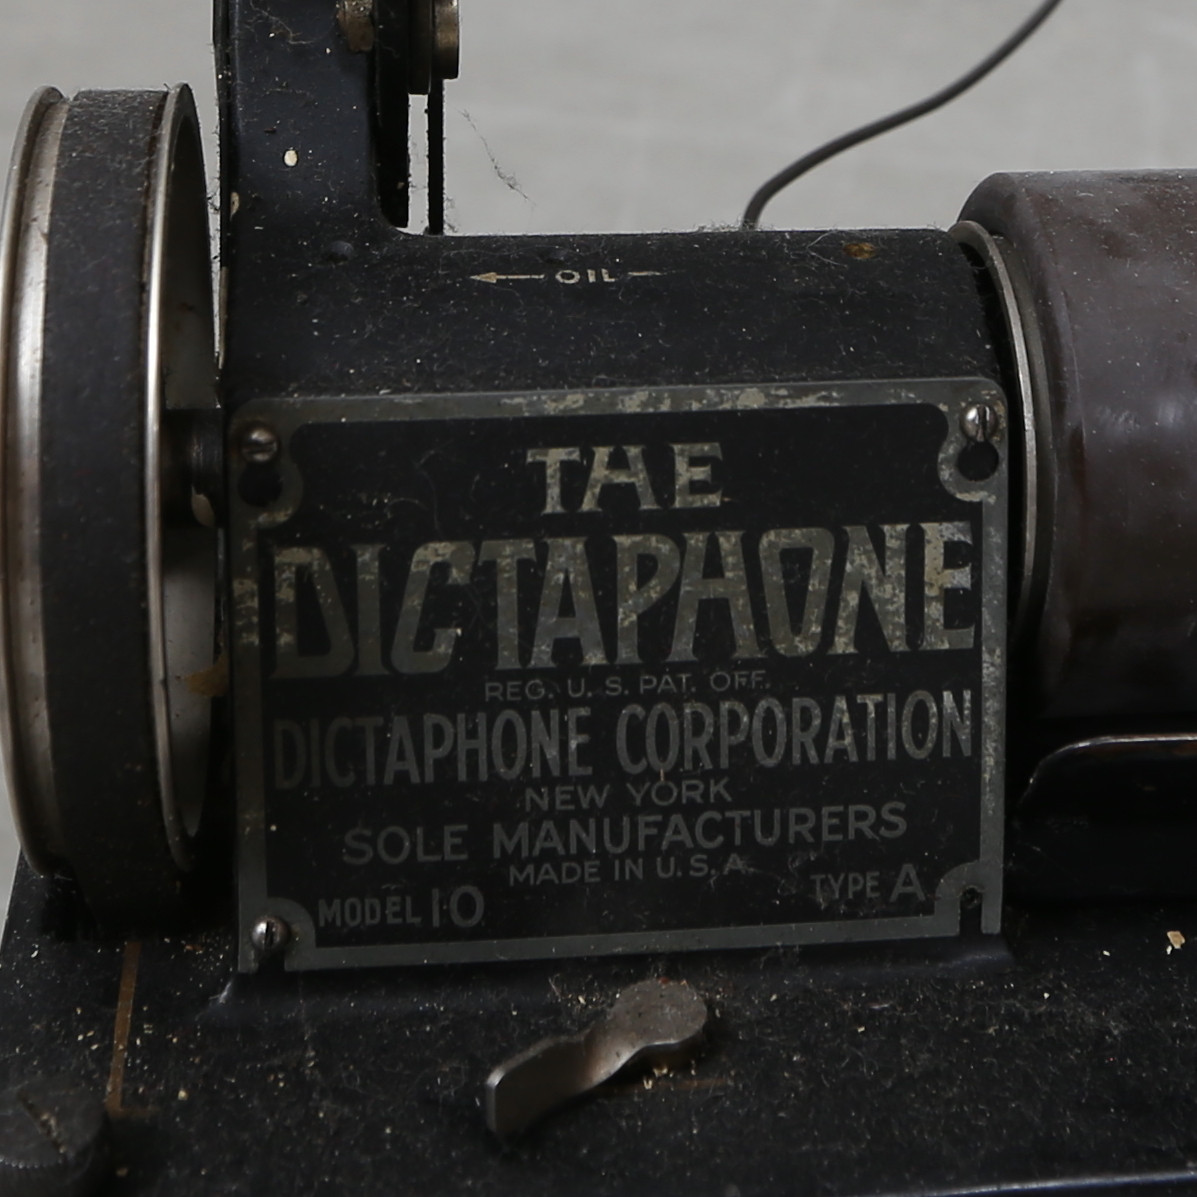 OIL
THE
DICTAPHONE
REG. U. S. PAT. OFF.
DICTAPHONE CORPORATION
NEW YORK
SOLE MANUFACTURERS
MADE IN U.S.A.
MODEL 10 TYPE A